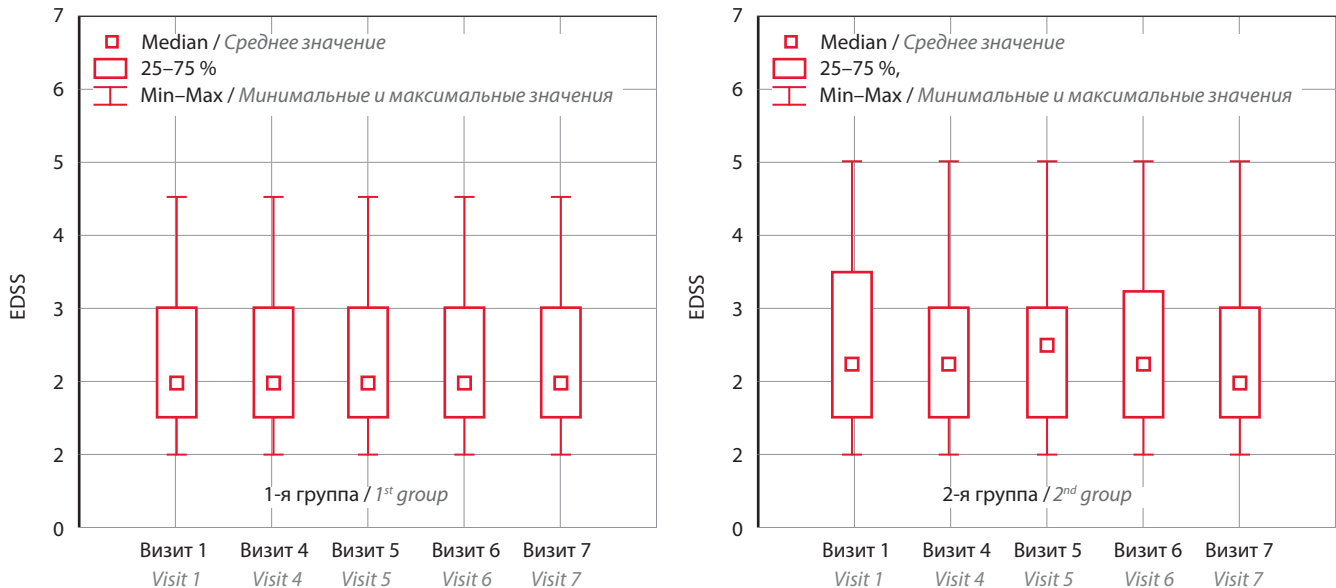 7
6
5
4
3
2
2
0
EDSS
Median / Среднее значение
25–75 %
Min–Max / Минимальные и максимальные значения
1-я группа / 1st group
Визит 1 Визит 4 Визит 5 Визит 6 Визит 7
Visit 1 Visit 4 Visit 5 Visit 6 Visit 7
7
6
5
4
3
2
2
0
EDSS
Median / Среднее значение
25–75 %,
Min–Max / Минимальные и максимальные значения
2-я группа / 2nd group
Визит 1 Визит 4 Визит 5 Визит 6 Визит 7
Visit 1 Visit 4 Visit 5 Visit 6 Visit 7